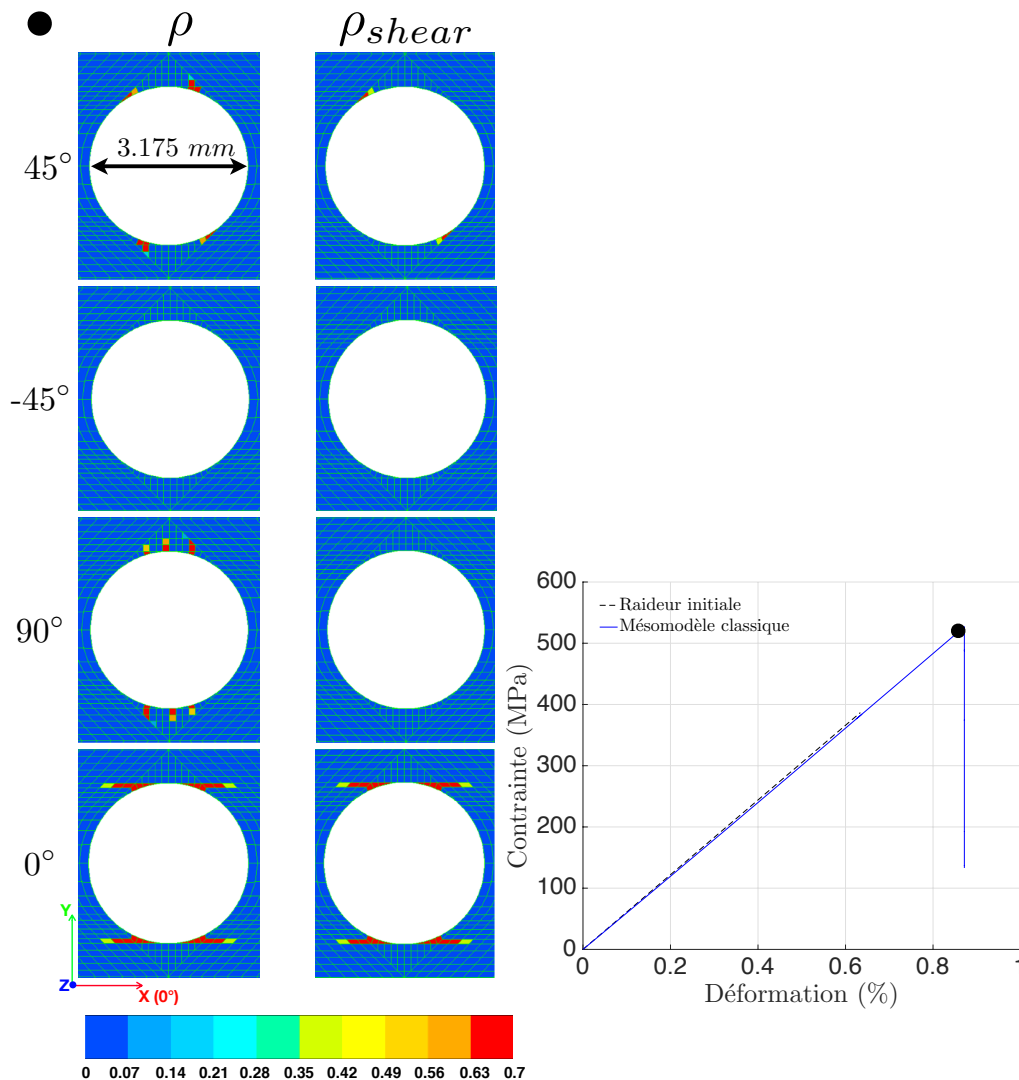 ρ ρshear
45°
3.175 mm
-45°
90°
0°
Y
Z
X (0°)
0 0.07 0.14 0.21 0.28 0.35 0.42 0.49 0.56 0.63 0.7
600
500
400
300
200
100
0
Contrainte (MPa)
Raideur initiale
Mésomodèle classique
0 0.2 0.4 0.6 0.8 1
Déformation (%)